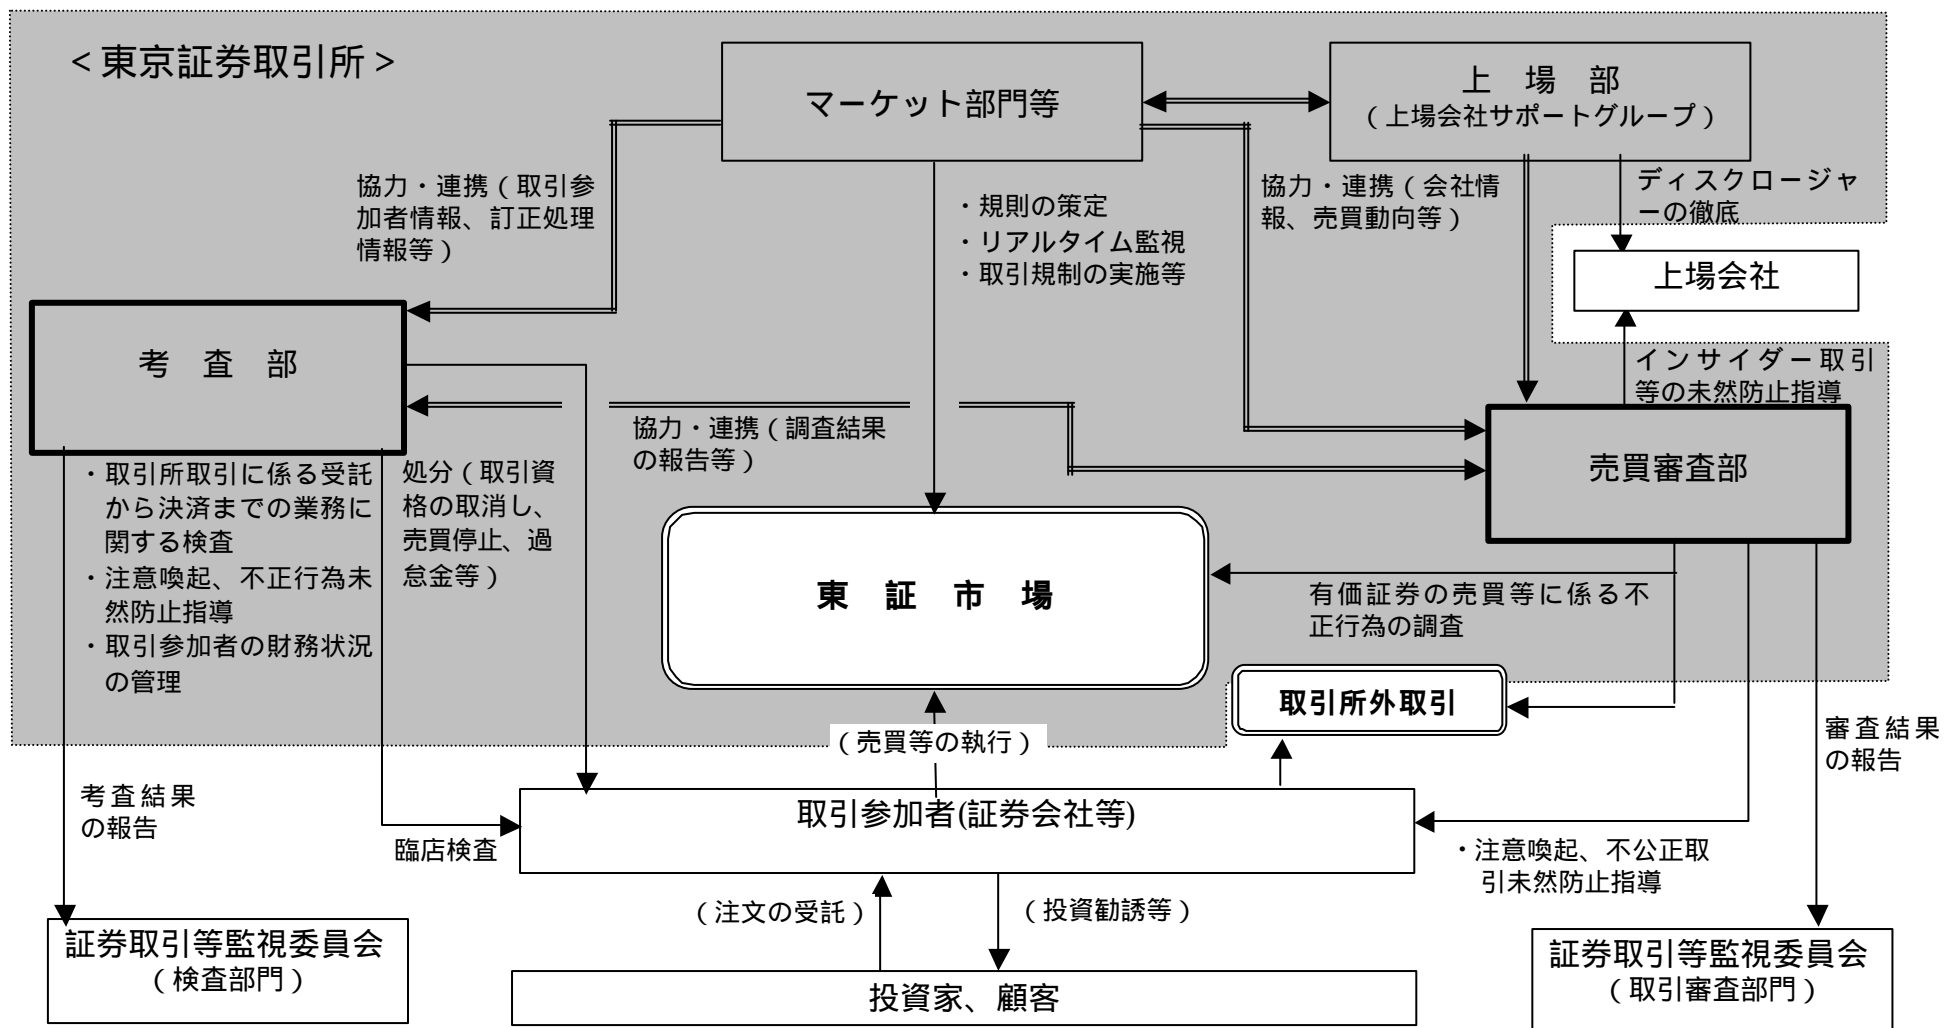 ＜東京証券取引所＞
マーケット部門等
上　場　部
（上場会社サポートグループ）
協力・連携（取引参
加者情報、訂正処理
情報等）
・規則の策定
・リアルタイム監視
・取引規制の実施等
協力・連携（会社情
報、売買動向等）
ディスクロージャ
ーの徹底
上場会社
考　査　部
インサイダー取引
等の未然防止指導
協力・連携（調査結果
の報告等）
売買審査部
・取引所取引に係る受託
から決済までの業務に
関する検査
・注意喚起、不正行為未
然防止指導
・取引参加者の財務状況
の管理
処分（取引資
格の取消し、
売買停止、過
怠金等）
東　証　市　場
有価証券の売買等に係る不
正行為の調査
取引所外取引
（売買等の執行）
審査結果
の報告
考査結果
の報告
臨店検査
取引参加者(証券会社等)
・注意喚起、不公正取
引未然防止指導
（注文の受託）
（投資勧誘等）
証券取引等監視委員会
（検査部門）
投資家、顧客
証券取引等監視委員会
（取引審査部門）